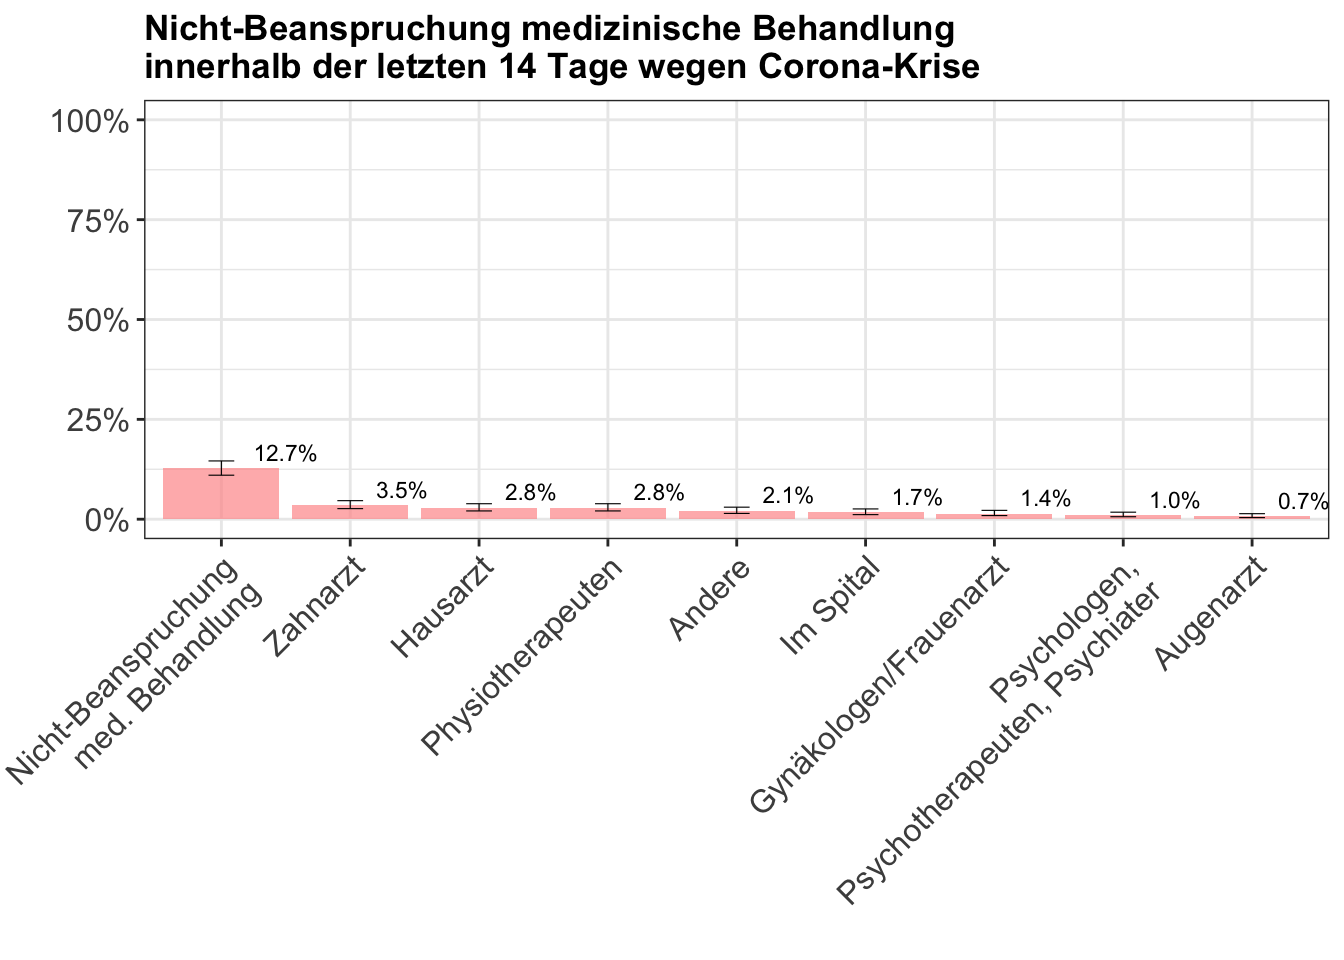 Nicht-Beanspruchung medizinische Behandlung
innerhalb der letzten 14 Tage wegen Corona-Krise
100%
75%
50%
25%
0%
12.7%
3.5%
2.8%
2.8%
2.1%
1.7%
1.4%
1.0%
0.7%
Nicht-Beanspruchung
med. Behandlung
Zahnarzt
Hausarzt
Physiotherapeuten
Andere
Im Spital
Gynäkologen/Frauenarzt
Psychologen,
Psychotherapeuten, Psychiater
Augenarzt